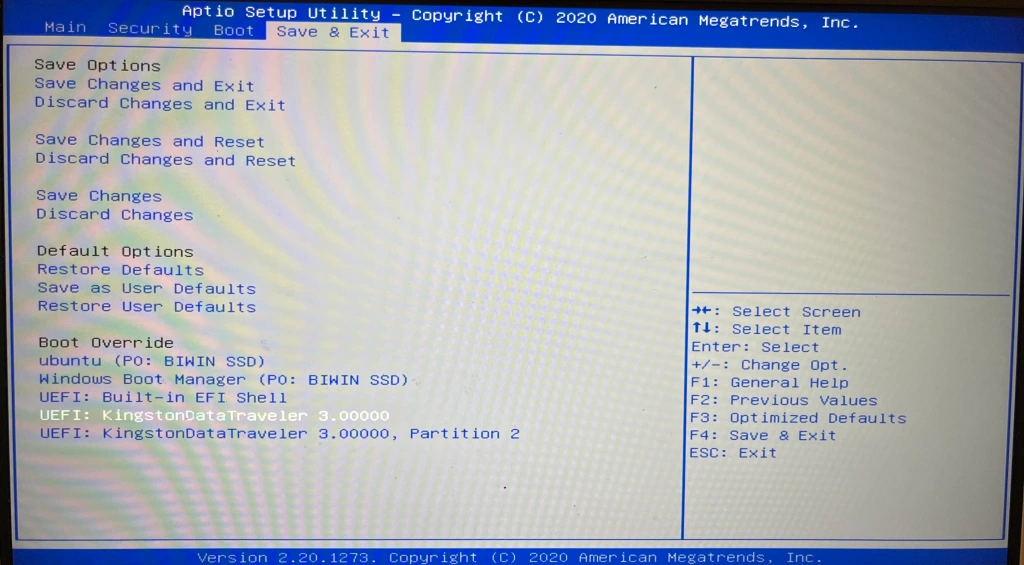 Aptio Setup Utility – Copyright (C) 2020 American Megatrends, Inc.
Main Security Boot Save & Exit
Save Options
Save Changes and Exit
Discard Changes and Exit
Save Changes and Reset
Discard Changes and Reset
Save Changes
Discard Changes
Default Options
Restore Defaults
Save as User Defaults
Restore User Defaults
Boot Override
ubuntu (P0: BIWIN SSD)
Windows Boot Manager (P0: BIWIN SSD)
UEFI: Built-in EFI Shell
UEFI: KingstonDataTraveler 3.00000
UEFI: KingstonDataTraveler 3.00000, Partition 2
→←: Select Screen
↑↓: Select Item
Enter: Select
+/-: Change Opt.
F1: General Help
F2: Previous Values
F3: Optimized Defaults
F4: Save & Exit
ESC: Exit
Version 2.20.1273. Copyright (C) 2020 American Megatrends, Inc.